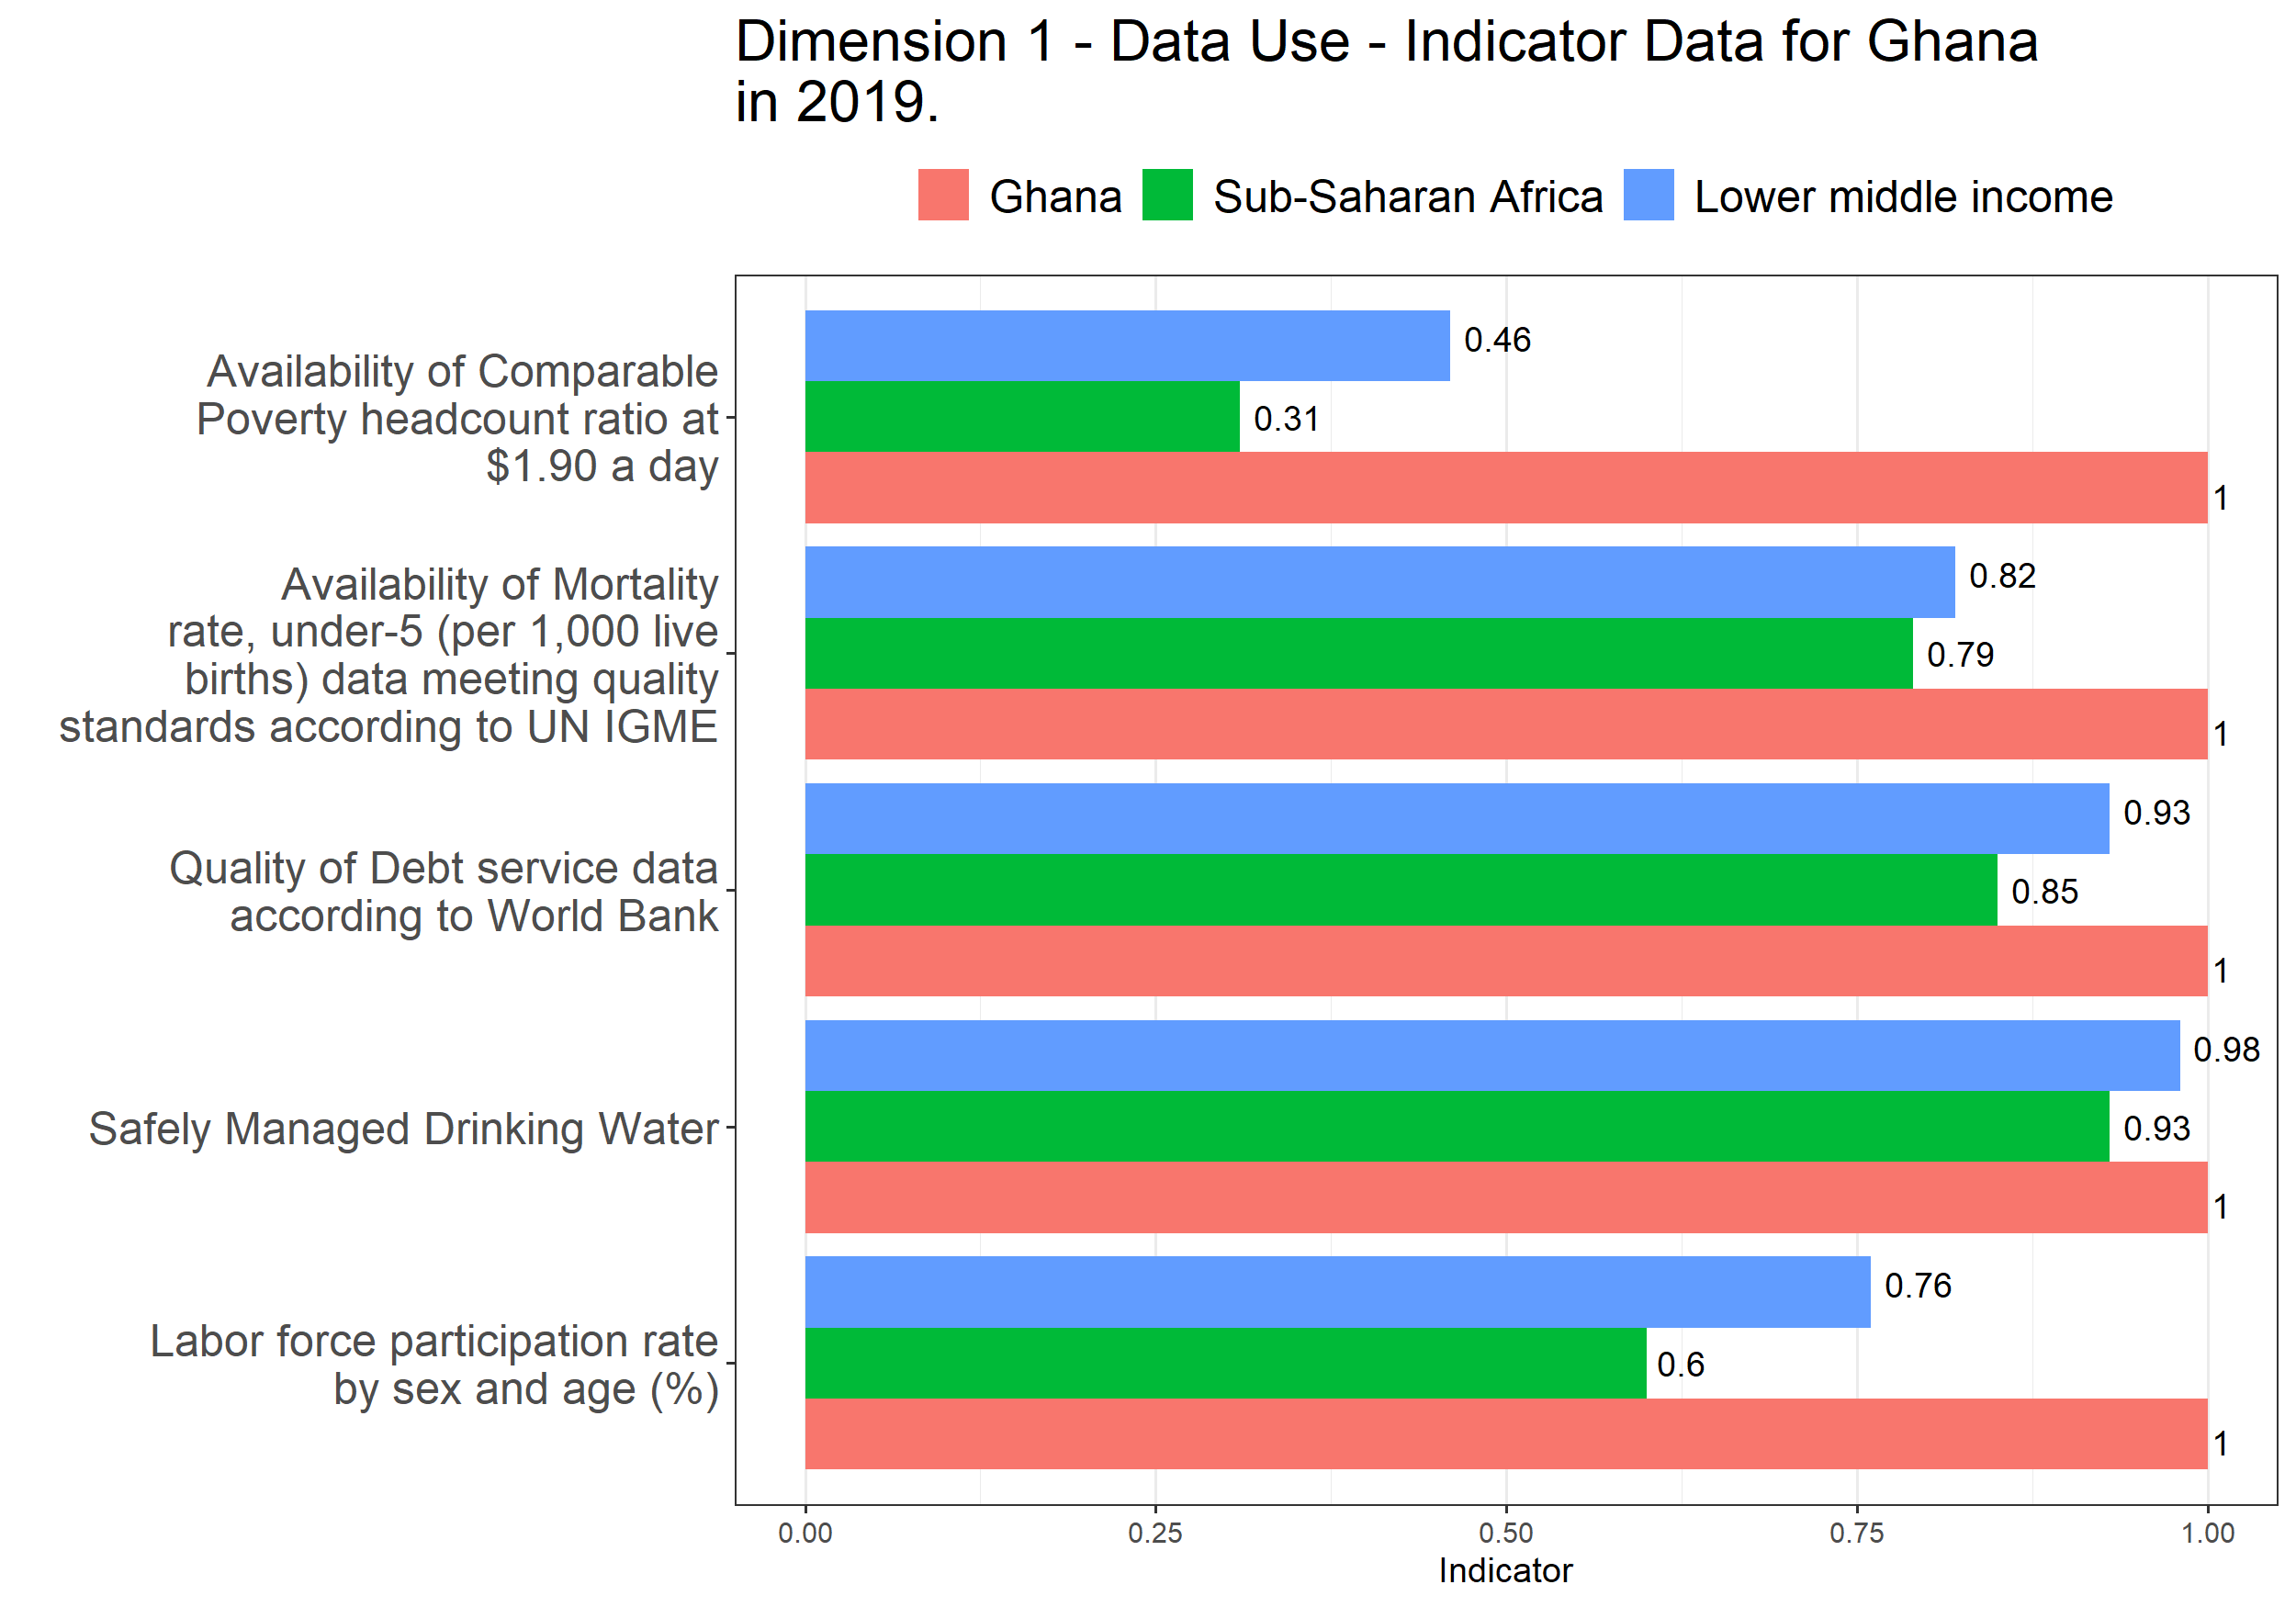 Dimension 1 - Data Use - Indicator Data for Ghana
in 2019.
Ghana Sub-Saharan Africa Lower middle income
Availability of Comparable
Poverty headcount ratio at
$1.90 a day
0.46
0.31
1
Availability of Mortality
rate, under-5 (per 1,000 live
births) data meeting quality
standards according to UN IGME
0.82
0.79
1
Quality of Debt service data
according to World Bank
0.93
0.85
1
Safely Managed Drinking Water
0.98
0.93
1
Labor force participation rate
by sex and age (%)
0.76
0.6
1
0.00 0.25 0.50 0.75 1.00
Indicator